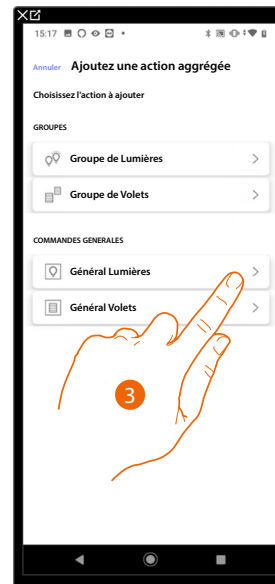 15:17
Annuler Ajoutez une action aggrégée
Choisissez l'action à ajouter
GROUPES
Groupe de Lumières
Groupe de Volets
COMMANDES GENERALES
Général Lumières
Général Volets
3